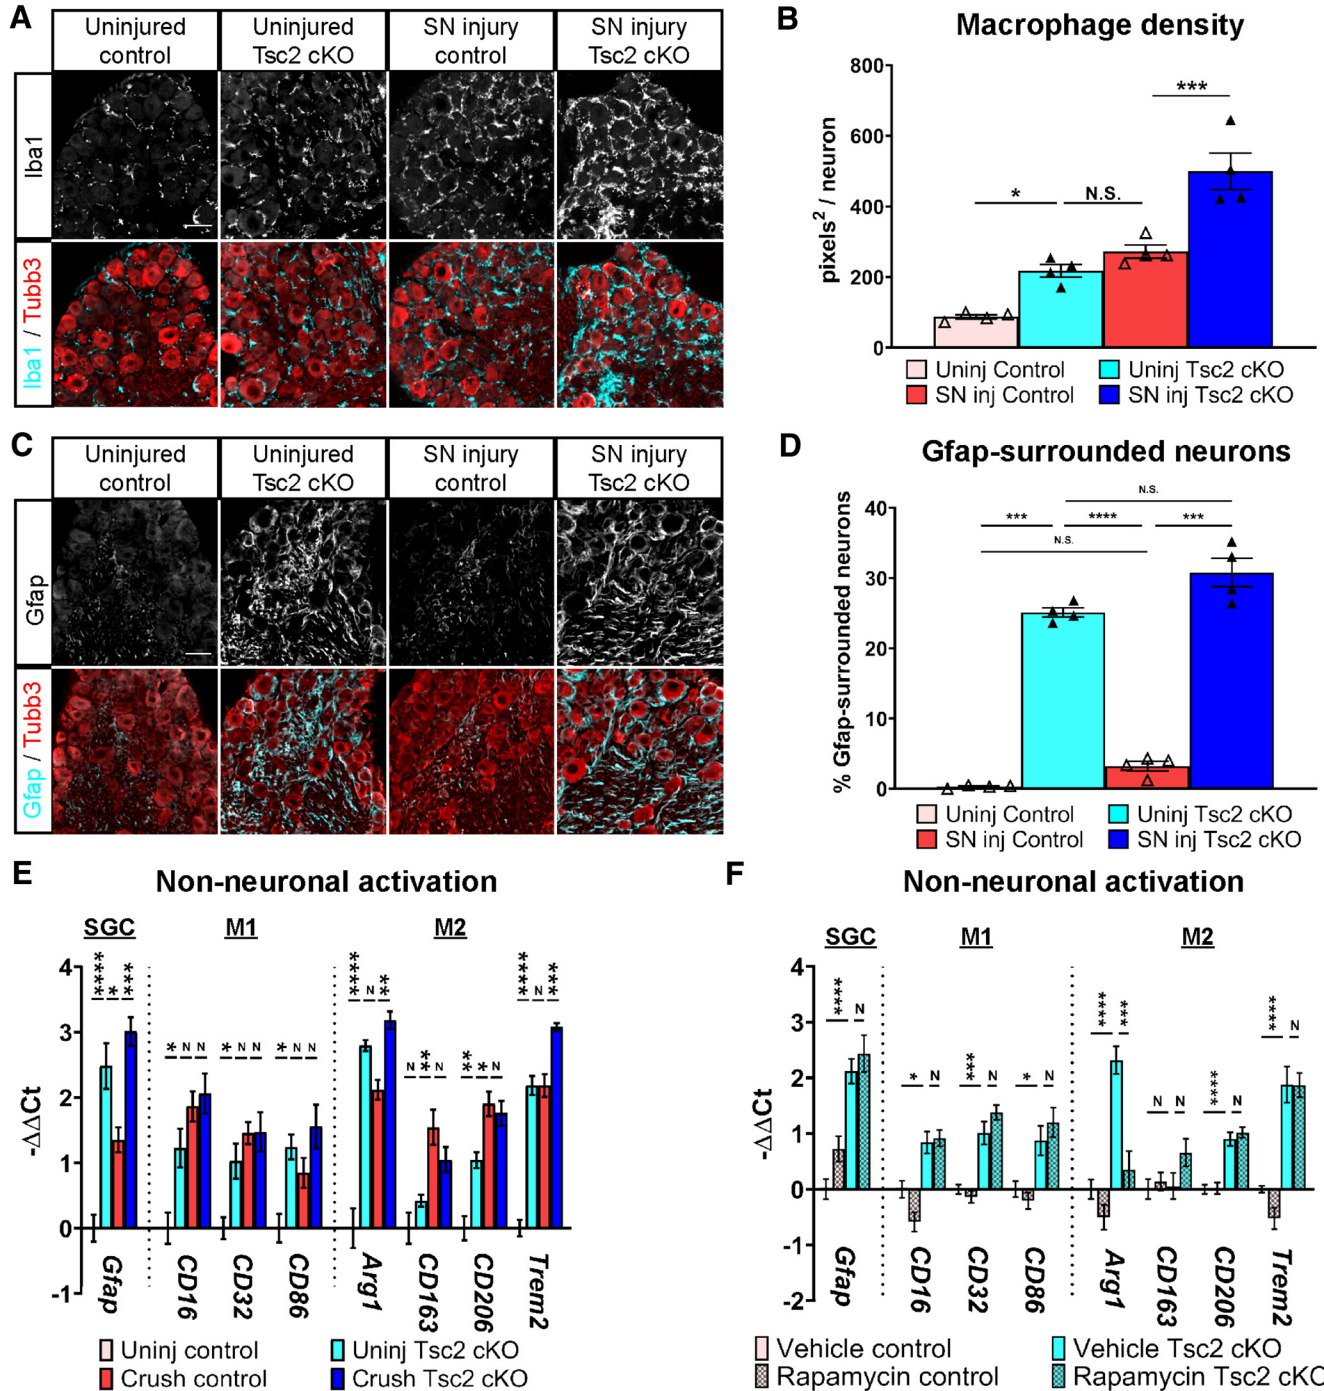 A
Uninjured control
Uninjured Tsc2 cKO
SN injury control
SN injury Tsc2 cKO
Iba1
Iba1 / Tubb3
B
Macrophage density
pixels² / neuron
800
600
400
200
0
*
N.S.
***
Uninj Control
Uninj Tsc2 cKO
SN inj Control
SN inj Tsc2 cKO
C
Uninjured control
Uninjured Tsc2 cKO
SN injury control
SN injury Tsc2 cKO
Gfap
Gfap / Tubb3
D
Gfap-surrounded neurons
% Gfap-surrounded neurons
40
30
20
10
0
N.S.
***
****
***
N.S.
Uninj Control
Uninj Tsc2 cKO
SN inj Control
SN inj Tsc2 cKO
E
Non-neuronal activation
SGC
M1
M2
-ΔΔCt
4
3
2
1
0
-1
**** * ***
* N N
* N N
* N N
**** N **
N ** N
** * N
**** N ***
Gfap
CD16
CD32
CD86
Arg1
CD163
CD206
Trem2
Uninj control
Uninj Tsc2 cKO
Crush control
Crush Tsc2 cKO
F
Non-neuronal activation
SGC
M1
M2
-ΔΔCt
4
3
2
1
0
-1
-2
**** N
* N
*** N
* N
**** ***
N N
**** N
**** N
Gfap
CD16
CD32
CD86
Arg1
CD163
CD206
Trem2
Vehicle control
Vehicle Tsc2 cKO
Rapamycin control
Rapamycin Tsc2 cKO